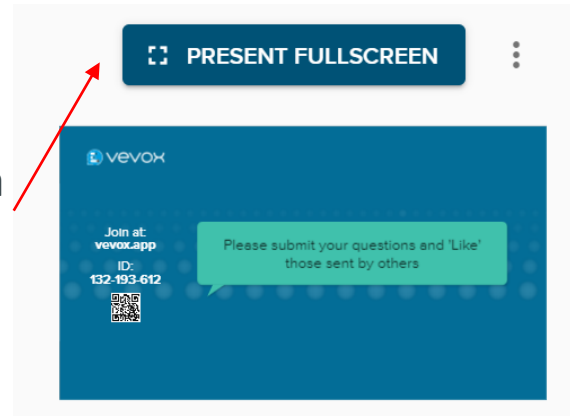 PRESENT FULLSCREEN
vevox
Join at:
vevox.app
ID:
132-193-612
Please submit your questions and 'Like'
those sent by others